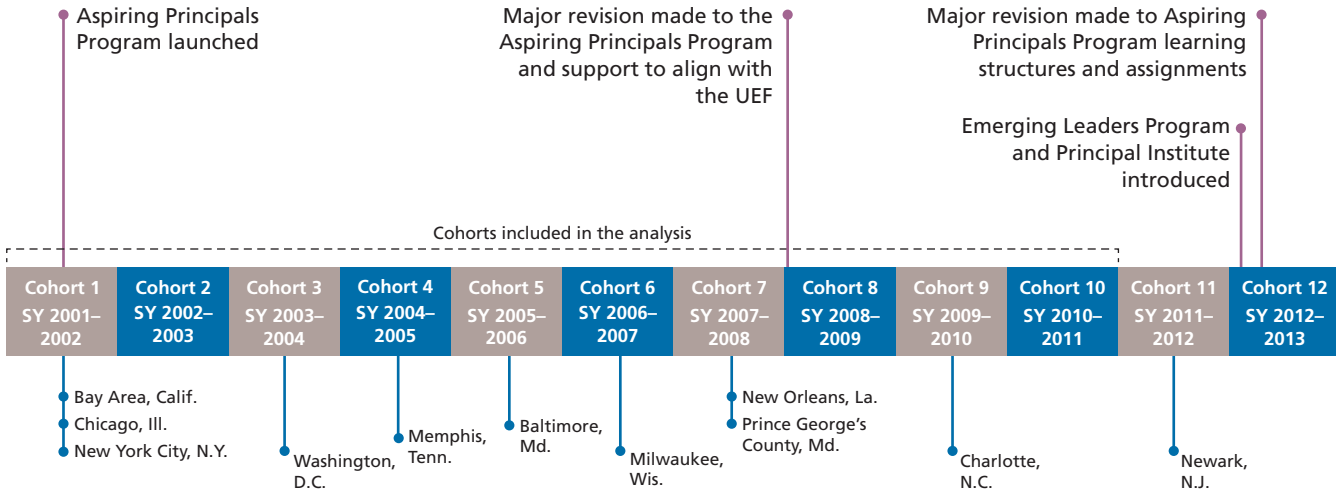 Aspiring Principals
Program launched
Major revision made to the
Aspiring Principals Program
and support to align with
the UEF
Major revision made to Aspiring
Principals Program learning
structures and assignments
Emerging Leaders Program
and Principal Institute
introduced
Cohorts included in the analysis
Cohort 1
SY 2001–
2002
Cohort 2
SY 2002–
2003
Cohort 3
SY 2003–
2004
Cohort 4
SY 2004–
2005
Cohort 5
SY 2005–
2006
Cohort 6
SY 2006–
2007
Cohort 7
SY 2007–
2008
Cohort 8
SY 2008–
2009
Cohort 9
SY 2009–
2010
Cohort 10
SY 2010–
2011
Cohort 11
SY 2011–
2012
Cohort 12
SY 2012–
2013
Bay Area, Calif.
Chicago, Ill.
New York City, N.Y.
Washington,
D.C.
Memphis,
Tenn.
Baltimore,
Md.
Milwaukee,
Wis.
New Orleans, La.
Prince George's
County, Md.
Charlotte,
N.C.
Newark,
N.J.